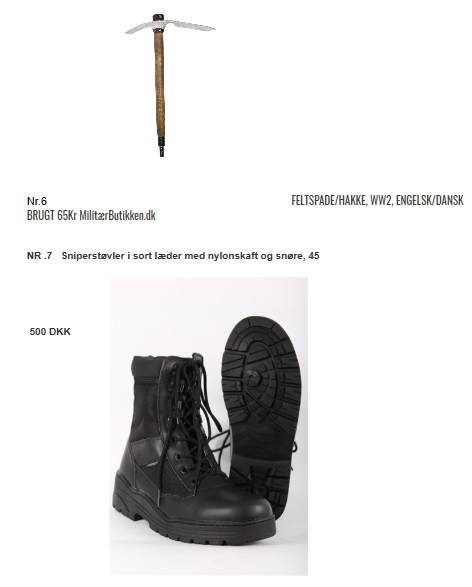 Nr.6
FELTSPADE/HAKKE, WW2, ENGELSK/DANSK
BRUGT 65Kr MilitærButikken.dk
NR .7 Sniperstøvler i sort læder med nylonskaft og snøre, 45
500 DKK